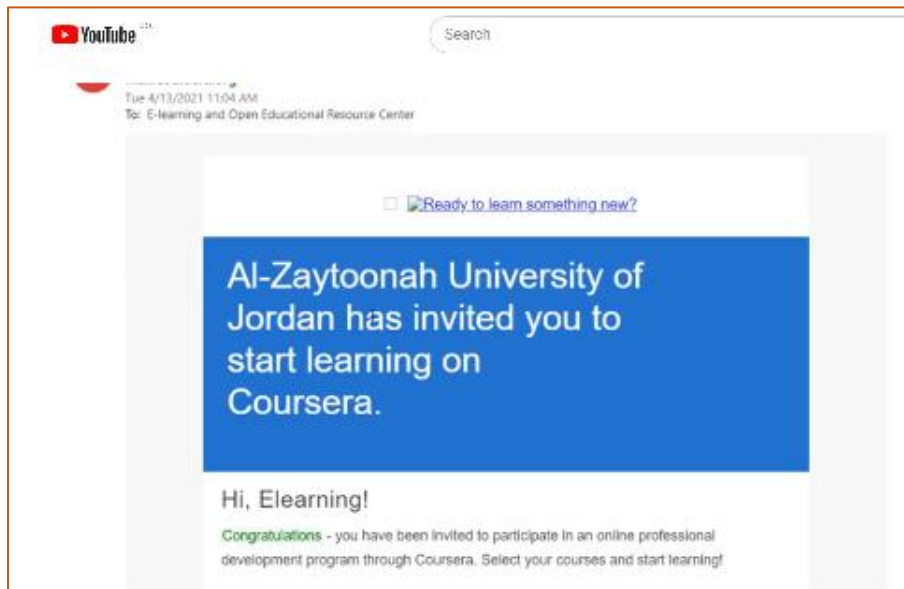 YouTube
Search
Tue 4/13/2021 11:04 AM
To: E-learning and Open Educational Resource Center
Ready to learn something new?
Al-Zaytoonah University of
Jordan has invited you to
start learning on
Coursera.
Hi, Elearning!
Congratulations - you have been invited to participate in an online professional
development program through Coursera. Select your courses and start learning!